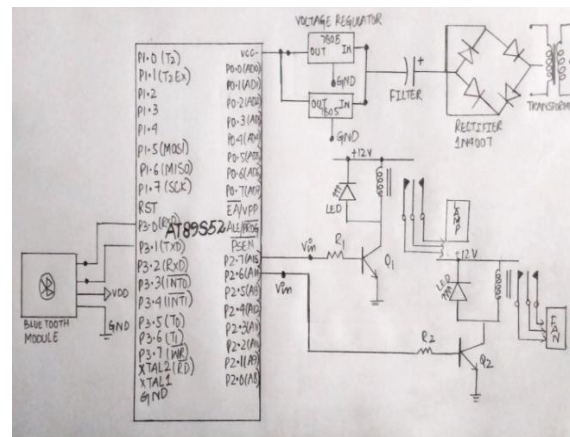 VOLTAGE REGULATOR
7805
OUT IN
GND
OUT IN
7805
GND
+
FILTER
RECTIFIER
1N4007
TRANSFORM
P1.0 (T2)
P1.1 (T2Ex)
P1.2
P1.3
P1.4
P1.5 (MOSI)
P1.6 (MISO)
P1.7 (SCK)
RST
P3.0 (RXD)
P3.1 (TXD)
P3.2 (RXD)
P3.3 (INT0)
P3.4 (INT1)
P3.5 (T0)
P3.6 (T1)
P3.7 (WR)
XTAL2 (RD)
XTAL1
GND
AT89S52
VCC
P0.0 (AD0)
P0.1 (AD1)
P0.2 (AD2)
P0.3 (AD3)
P0.4 (AD4)
P0.5 (AD5)
P0.6 (AD6)
P0.7 (AD7)
EA/VPP
ALE/PROG
PSEN
P2.7 (A15
P2.6 (A14
P2.5 (A
P2.4 (A
P2.3 (A
P2.2 (A
P2.1 (A9)
P2.0 (A8)
BLUETOOTH
MODULE
VDD
GND
Vin
Vin
R1
Q1
+12V
LED
LAMP
+12V
LED
FAN
R2
Q2